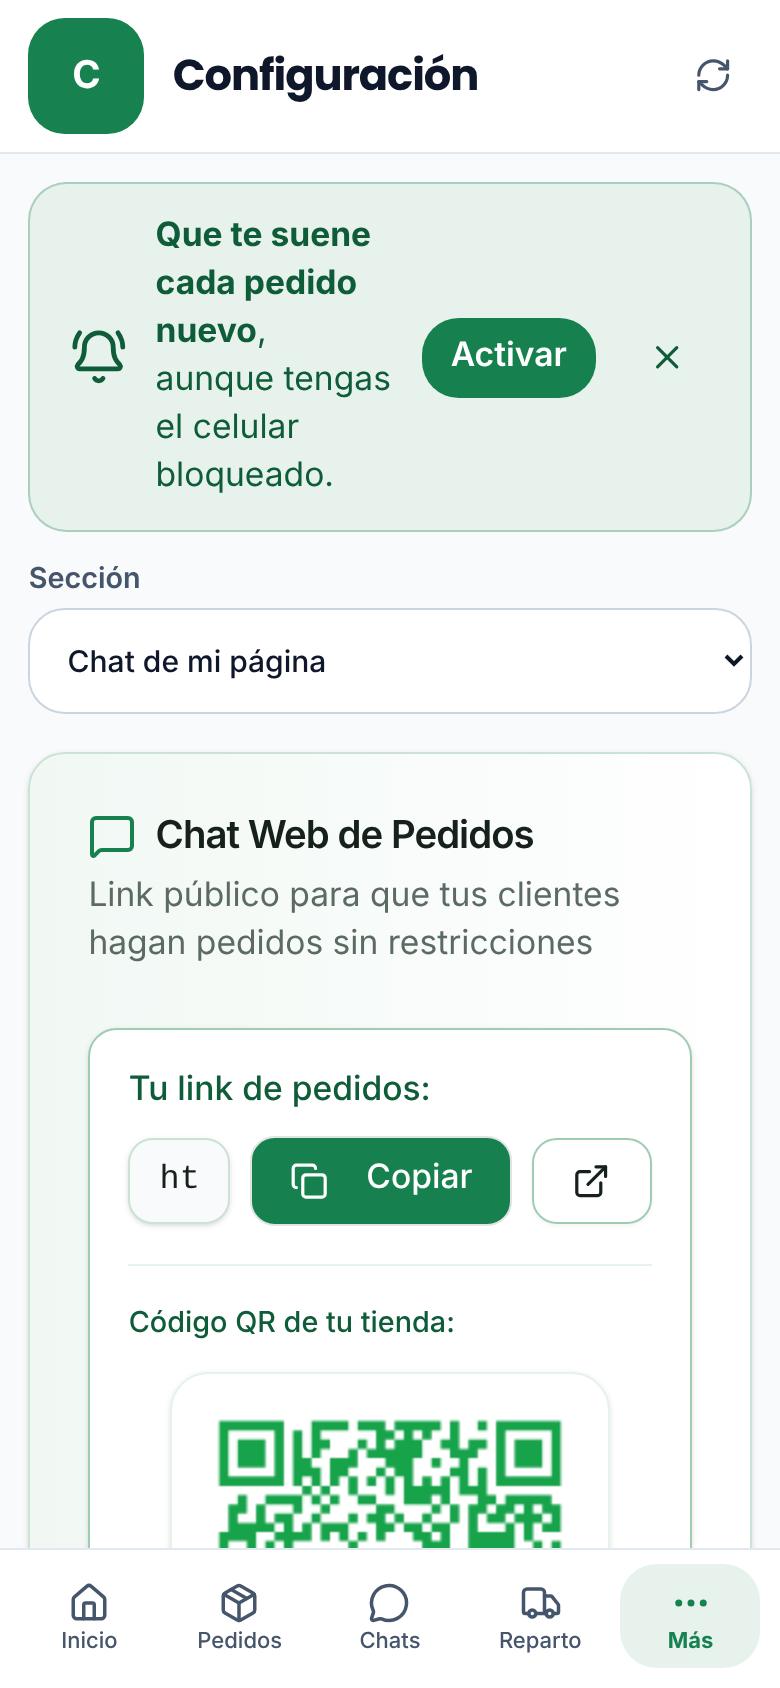 C
Configuración
Que te suene
cada pedido
nuevo,
aunque tengas
el celular
bloqueado.
Activar
Sección
Chat de mi página
Chat Web de Pedidos
Link público para que tus clientes
hagan pedidos sin restricciones
Tu link de pedidos:
ht
Copiar
Código QR de tu tienda:
Inicio
Pedidos
Chats
Reparto
Más